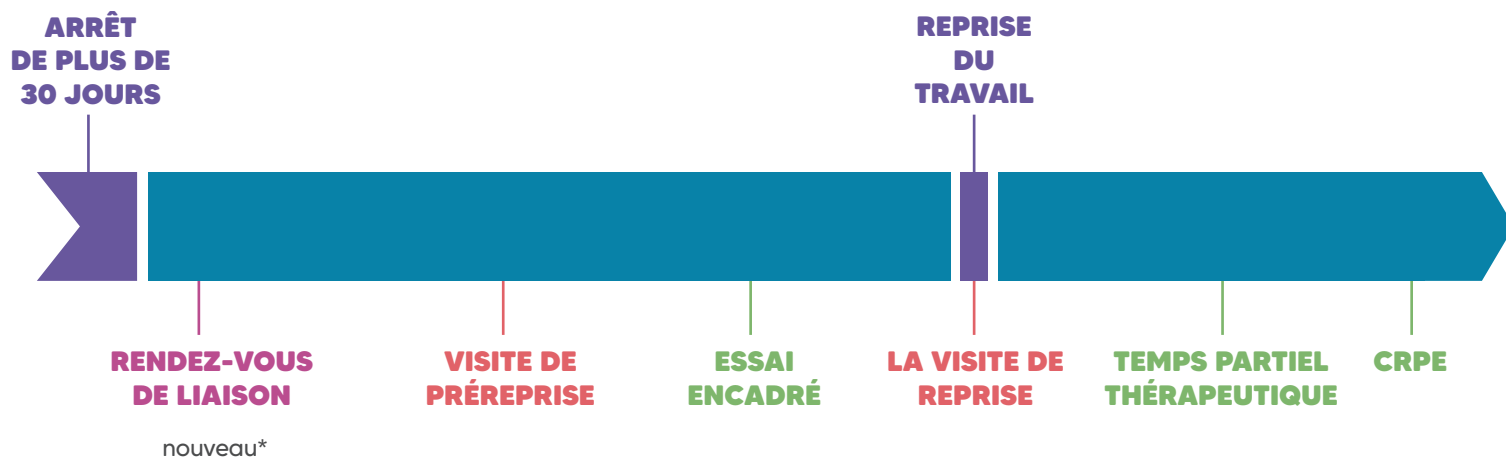 ARRÊT
DE PLUS DE
30 JOURS
REPRISE
DU
TRAVAIL
RENDEZ-VOUS
DE LIAISON
nouveau*
VISITE DE
PRÉREPRISE
ESSAI
ENCADRÉ
LA VISITE DE
REPRISE
TEMPS PARTIEL
THÉRAPEUTIQUE
CRPE